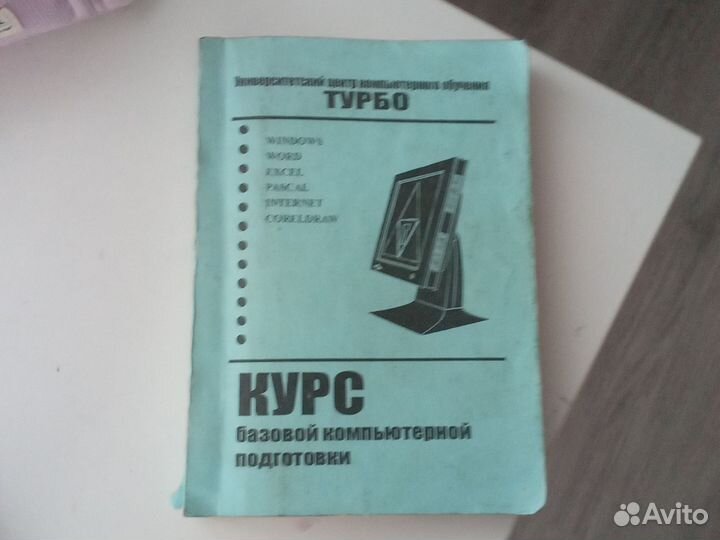 Университетский центр компьютерного обучения
ТУРБО
WINDOWS
WORD
EXCEL
PASCAL
INTERNET
CORELDRAW
КУРС
базовой компьютерной
подготовки
Avito